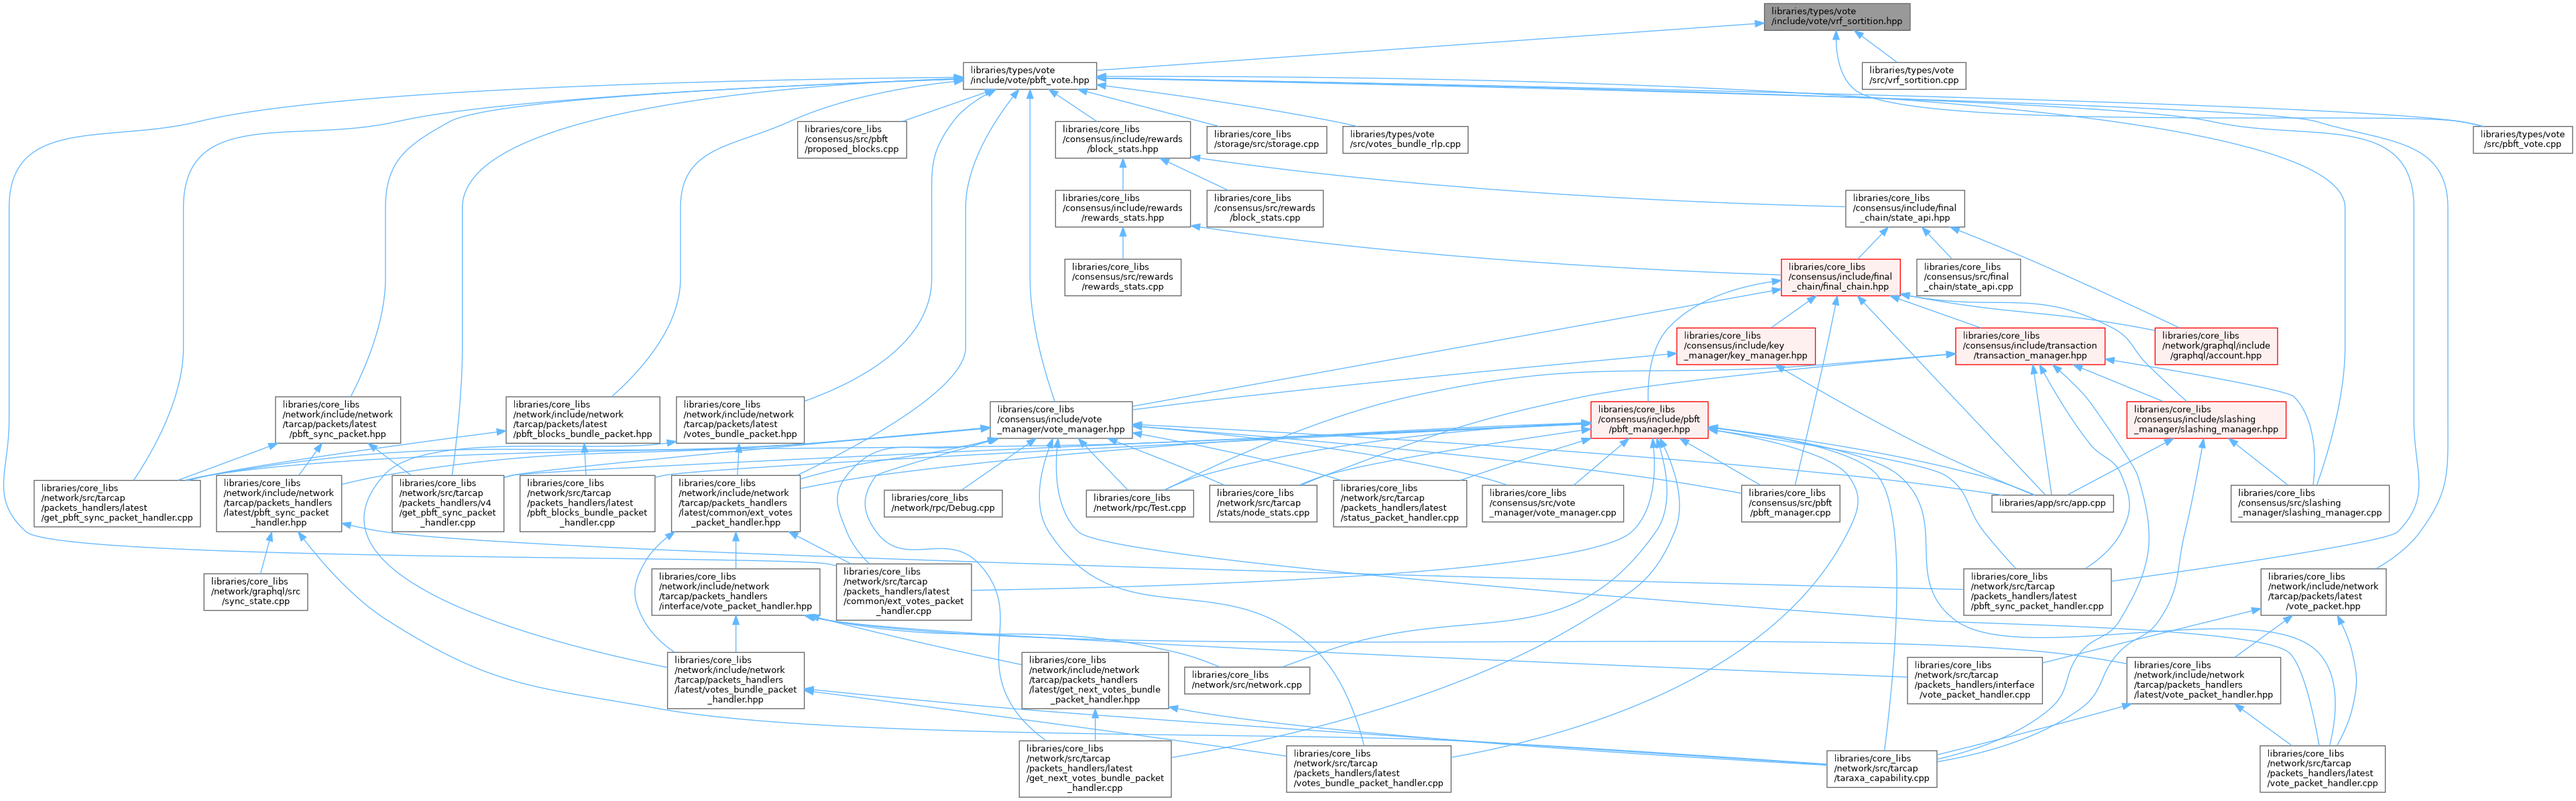 libraries/types/vote
/include/vote/vrf_sortition.hpp
libraries/types/vote
/include/vote/pbft_vote.hpp
libraries/types/vote
/src/vrf_sortition.cpp
libraries/core_libs
/consensus/src/pbft
/proposed_blocks.cpp
libraries/core_libs
/consensus/include/rewards
/block_stats.hpp
libraries/core_libs
/storage/src/storage.cpp
libraries/types/vote
/src/votes_bundle_rlp.cpp
libraries/types/vote
/src/pbft_vote.cpp
libraries/core_libs
/consensus/include/rewards
/rewards_stats.hpp
libraries/core_libs
/consensus/src/rewards
/block_stats.cpp
libraries/core_libs
/consensus/include/final
_chain/state_api.hpp
libraries/core_libs
/consensus/src/rewards
/rewards_stats.cpp
libraries/core_libs
/consensus/include/final
_chain/final_chain.hpp
libraries/core_libs
/consensus/src/final
_chain/state_api.cpp
libraries/core_libs
/consensus/include/key
_manager/key_manager.hpp
libraries/core_libs
/consensus/include/transaction
/transaction_manager.hpp
libraries/core_libs
/network/graphql/include
/graphql/account.hpp
libraries/core_libs
/network/include/network
/tarcap/packets/latest
/pbft_sync_packet.hpp
libraries/core_libs
/network/include/network
/tarcap/packets/latest
/pbft_blocks_bundle_packet.hpp
libraries/core_libs
/network/include/network
/tarcap/packets/latest
/votes_bundle_packet.hpp
libraries/core_libs
/consensus/include/vote
_manager/vote_manager.hpp
libraries/core_libs
/consensus/include/pbft
/pbft_manager.hpp
libraries/core_libs
/consensus/include/slashing
_manager/slashing_manager.hpp
libraries/core_libs
/network/src/tarcap
/packets_handlers/latest
/get_pbft_sync_packet_handler.cpp
libraries/core_libs
/network/include/network
/tarcap/packets_handlers
/latest/pbft_sync_packet
_handler.hpp
libraries/core_libs
/network/src/tarcap
/packets_handlers/v4
/get_pbft_sync_packet
_handler.cpp
libraries/core_libs
/network/src/tarcap
/packets_handlers/latest
/pbft_blocks_bundle_packet
_handler.cpp
libraries/core_libs
/network/include/network
/tarcap/packets_handlers
/latest/common/ext_votes
_packet_handler.hpp
libraries/core_libs
/network/rpc/Debug.cpp
libraries/core_libs
/network/rpc/Test.cpp
libraries/core_libs
/network/src/tarcap
/stats/node_stats.cpp
libraries/core_libs
/network/src/tarcap
/packets_handlers/latest
/status_packet_handler.cpp
libraries/core_libs
/consensus/src/vote
_manager/vote_manager.cpp
libraries/core_libs
/consensus/src/pbft
/pbft_manager.cpp
libraries/app/src/app.cpp
libraries/core_libs
/consensus/src/slashing
_manager/slashing_manager.cpp
libraries/core_libs
/network/graphql/src
/sync_state.cpp
libraries/core_libs
/network/include/network
/tarcap/packets_handlers
/interface/vote_packet_handler.hpp
libraries/core_libs
/network/src/tarcap
/packets_handlers/latest
/common/ext_votes_packet
_handler.cpp
libraries/core_libs
/network/src/tarcap
/packets_handlers/latest
/pbft_sync_packet_handler.cpp
libraries/core_libs
/network/include/network
/tarcap/packets/latest
/vote_packet.hpp
libraries/core_libs
/network/include/network
/tarcap/packets_handlers
/latest/votes_bundle_packet
_handler.hpp
libraries/core_libs
/network/include/network
/tarcap/packets_handlers
/latest/get_next_votes_bundle
_packet_handler.hpp
libraries/core_libs
/network/src/network.cpp
libraries/core_libs
/network/src/tarcap
/packets_handlers/interface
/vote_packet_handler.cpp
libraries/core_libs
/network/include/network
/tarcap/packets_handlers
/latest/vote_packet_handler.hpp
libraries/core_libs
/network/src/tarcap
/packets_handlers/latest
/get_next_votes_bundle_packet
_handler.cpp
libraries/core_libs
/network/src/tarcap
/packets_handlers/latest
/votes_bundle_packet_handler.cpp
libraries/core_libs
/network/src/tarcap
/taraxa_capability.cpp
libraries/core_libs
/network/src/tarcap
/packets_handlers/latest
/vote_packet_handler.cpp